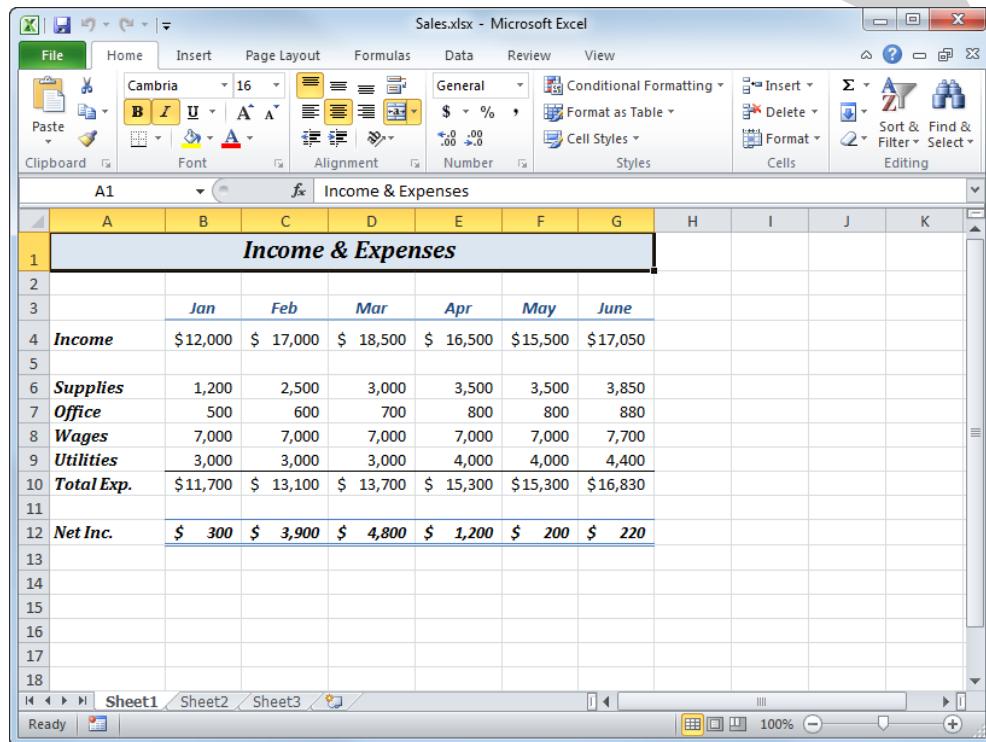 Sales.xlsx - Microsoft Excel
File Home Insert Page Layout Formulas Data Review View
Cambria 16 General Conditional Formatting Insert Σ
Paste B I U A A $ % , Format as Table Delete Sort & Find &
A .0 .00 .00 .0 Cell Styles Format Filter Select
Clipboard Font Alignment Number Styles Cells Editing
A1 fx Income & Expenses
A B C D E F G H I J K
1 Income & Expenses
2
3 Jan Feb Mar Apr May June
4 Income $12,000 $ 17,000 $ 18,500 $ 16,500 $15,500 $17,050
5
6 Supplies 1,200 2,500 3,000 3,500 3,500 3,850
7 Office 500 600 700 800 800 880
8 Wages 7,000 7,000 7,000 7,000 7,000 7,700
9 Utilities 3,000 3,000 3,000 4,000 4,000 4,400
10 Total Exp. $11,700 $ 13,100 $ 13,700 $ 15,300 $15,300 $16,830
11
12 Net Inc. $ 300 $ 3,900 $ 4,800 $ 1,200 $ 200 $ 220
13
14
15
16
17
18
Sheet1 Sheet2 Sheet3
Ready 100%